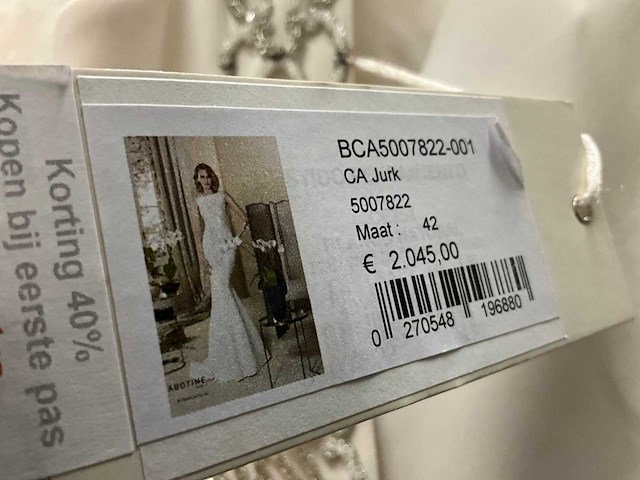 Korting 40%
Kopen bij eerste pas
BCA5007822-001
CA Jurk
5007822
Maat : 42
€ 2.045,00
0 270548 196880
ABOTINE